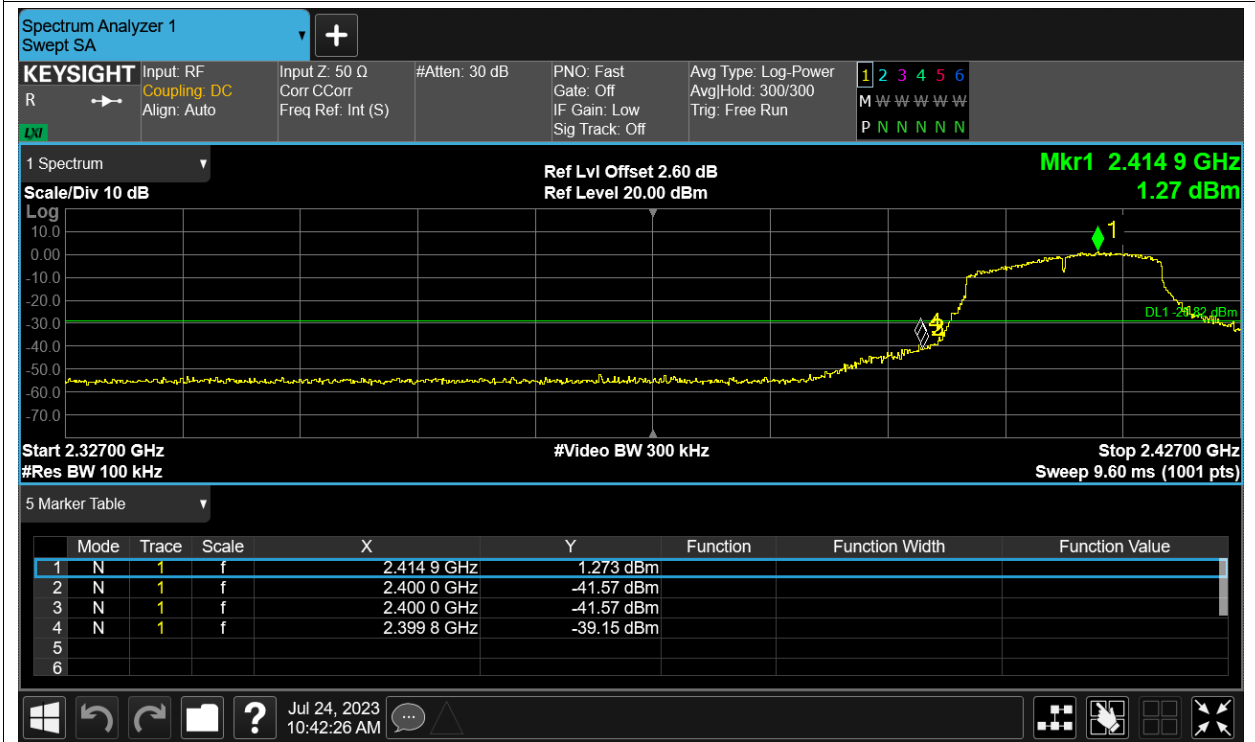 Spectrum Analyzer 1
Swept SA
+
KEYSIGHT Input: RF Input Z: 50 Ω #Atten: 30 dB PNO: Fast Avg Type: Log-Power 1 2 3 4 5 6
R Coupling: DC Corr CCorr Gate: Off Avg|Hold: 300/300 M W W W W W
Align: Auto Freq Ref: Int (S) IF Gain: Low Trig: Free Run
LXI Sig Track: Off P N N N N N
1 Spectrum Ref Lvl Offset 2.60 dB Mkr1 2.414 9 GHz
Scale/Div 10 dB Ref Level 20.00 dBm 1.27 dBm
Log
10.0 1
0.00
-10.0
-20.0
-30.0
-40.0
-50.0
-60.0
-70.0
Start 2.32700 GHz #Video BW 300 kHz Stop 2.42700 GHz
#Res BW 100 kHz Sweep 9.60 ms (1001 pts)
5 Marker Table
Mode Trace Scale X Y Function Function Width Function Value
1 N 1 f 2.414 9 GHz 1.273 dBm
2 N 1 f 2.400 0 GHz -41.57 dBm
3 N 1 f 2.400 0 GHz -41.57 dBm
4 N 1 f 2.399 8 GHz -39.15 dBm
5
6
? Jul 24, 2023
10:42:26 AM